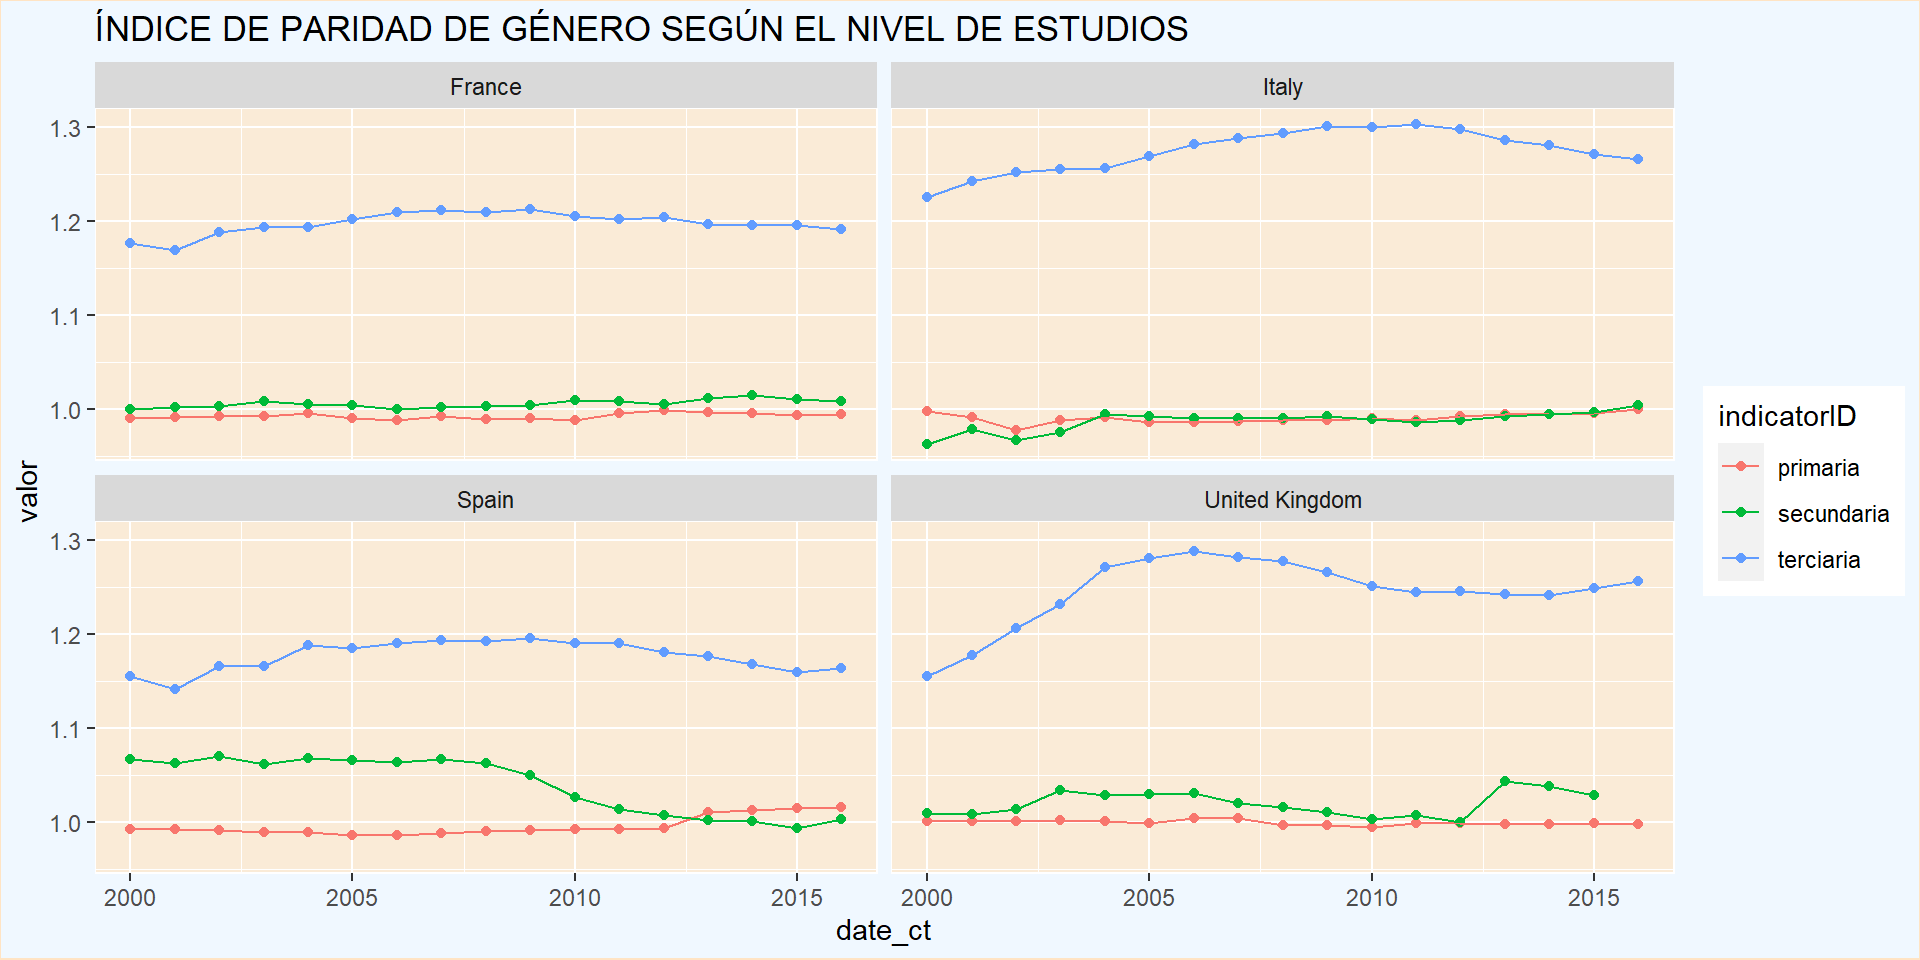 ÍNDICE DE PARIDAD DE GÉNERO SEGÚN EL NIVEL DE ESTUDIOS
France
Italy
1.3
1.2
1.1
1.0
Spain
United Kingdom
1.3
1.2
1.1
1.0
valor
2000 2005 2010 2015
2000 2005 2010 2015
date_ct
indicatorID
primaria
secundaria
terciaria